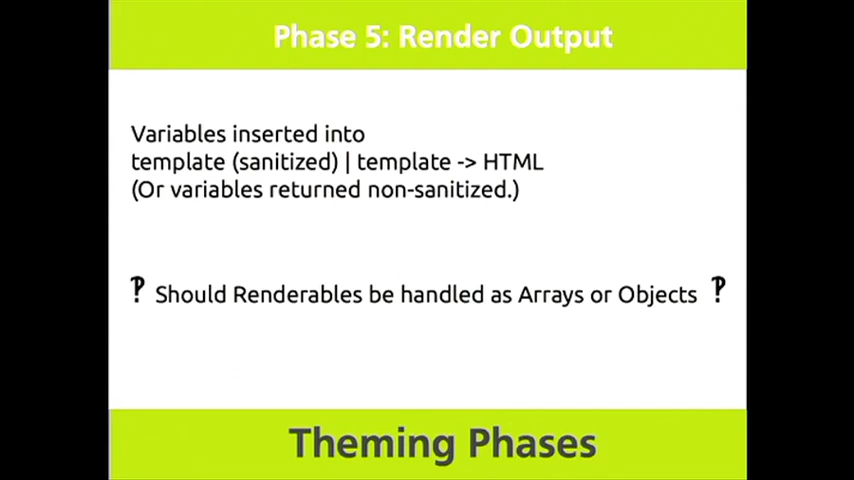 Phase 5: Render Output
Variables inserted into
template (sanitized) | template -> HTML
(Or variables returned non-sanitized.)
‽ Should Renderables be handled as Arrays or Objects ‽
Theming Phases